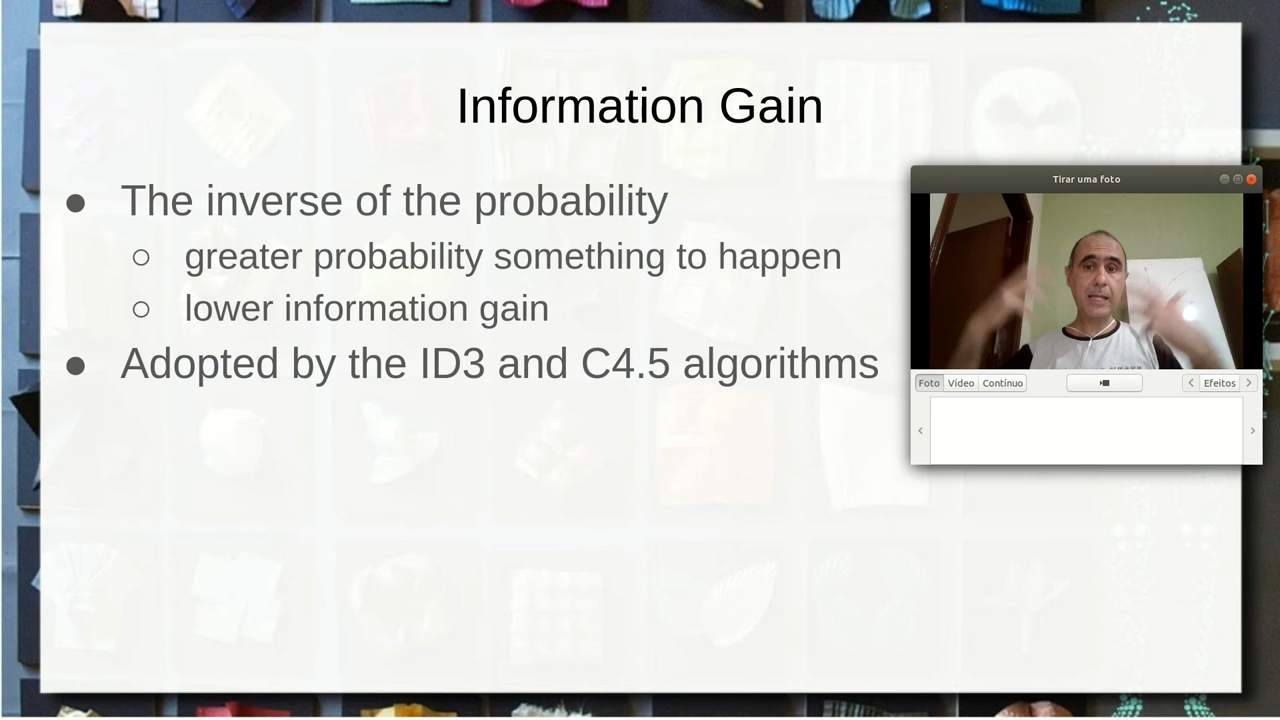 Information Gain
● The inverse of the probability
○ greater probability something to happen
○ lower information gain
● Adopted by the ID3 and C4.5 algorithms
Tirar uma foto
Foto Vídeo Contínuo Efeitos